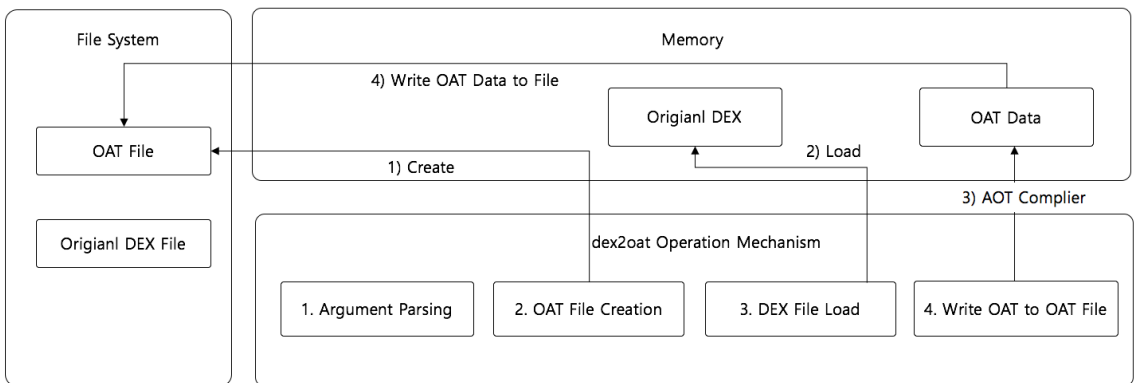 File System
Memory
4) Write OAT Data to File
Origianl DEX
OAT Data
OAT File
1) Create
2) Load
3) AOT Complier
Origianl DEX File
dex2oat Operation Mechanism
1. Argument Parsing
2. OAT File Creation
3. DEX File Load
4. Write OAT to OAT File